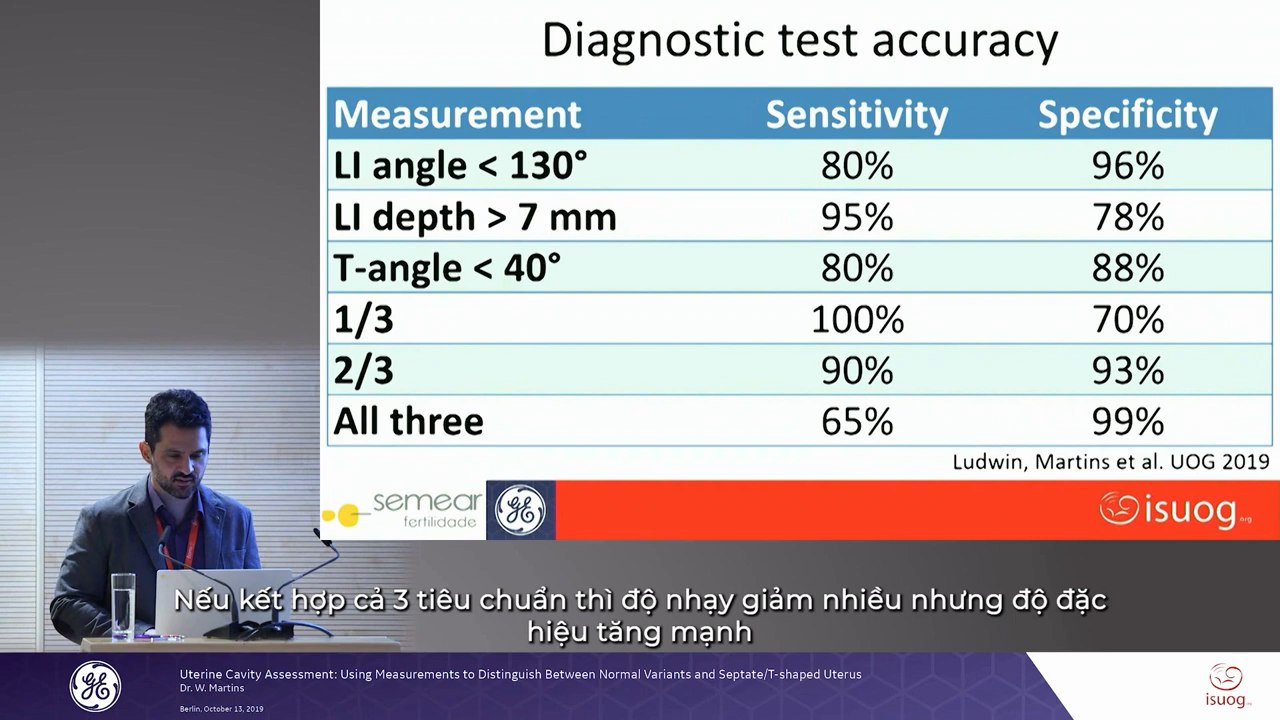 Diagnostic test accuracy
Measurement Sensitivity Specificity
LI angle < 130° 80% 96%
LI depth > 7 mm 95% 78%
T-angle < 40° 80% 88%
1/3 100% 70%
2/3 90% 93%
All three 65% 99%
Ludwin, Martins et al. UOG 2019
semear
fertilidade
GE
isuog.org
Nếu kết hợp cả 3 tiêu chuẩn thì độ nhạy giảm nhiều nhưng độ đặc
hiệu tăng mạnh
GE
Uterine Cavity Assessment: Using Measurements to Distinguish Between Normal Variants and Septate/T-shaped Uterus
Dr. W. Martins
Berlin, October 13, 2019
isuog.org